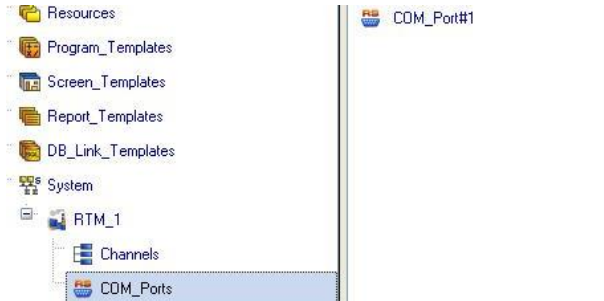 Resources
Program_Templates
Screen_Templates
Report_Templates
DB_Link_Templates
System
RTM_1
Channels
COM_Ports
COM_Port#1